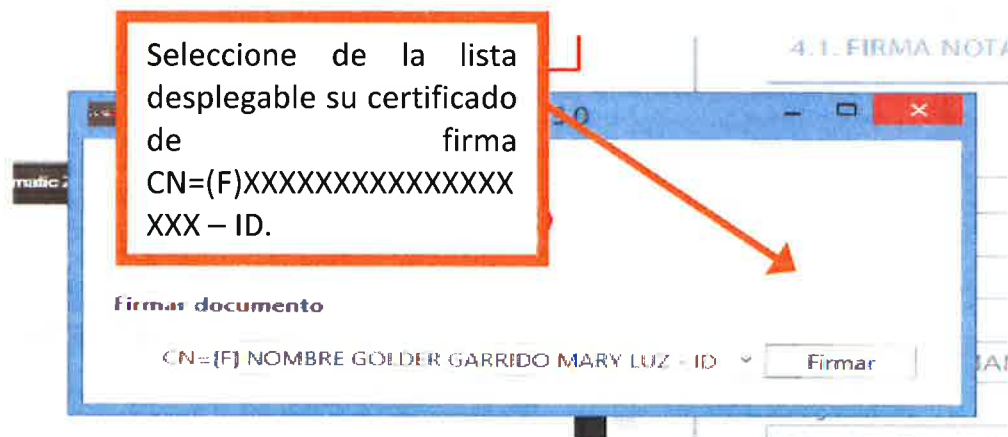 4.1. FIRMA NOTA
Seleccione de la lista
desplegable su certificado
de firma
CN=(F)XXXXXXXXXXXXXXX
XXX – ID.
Firmar documento
CN=(F) NOMBRE GOLDER GARRIDO MARY LUZ - ID
Firmar